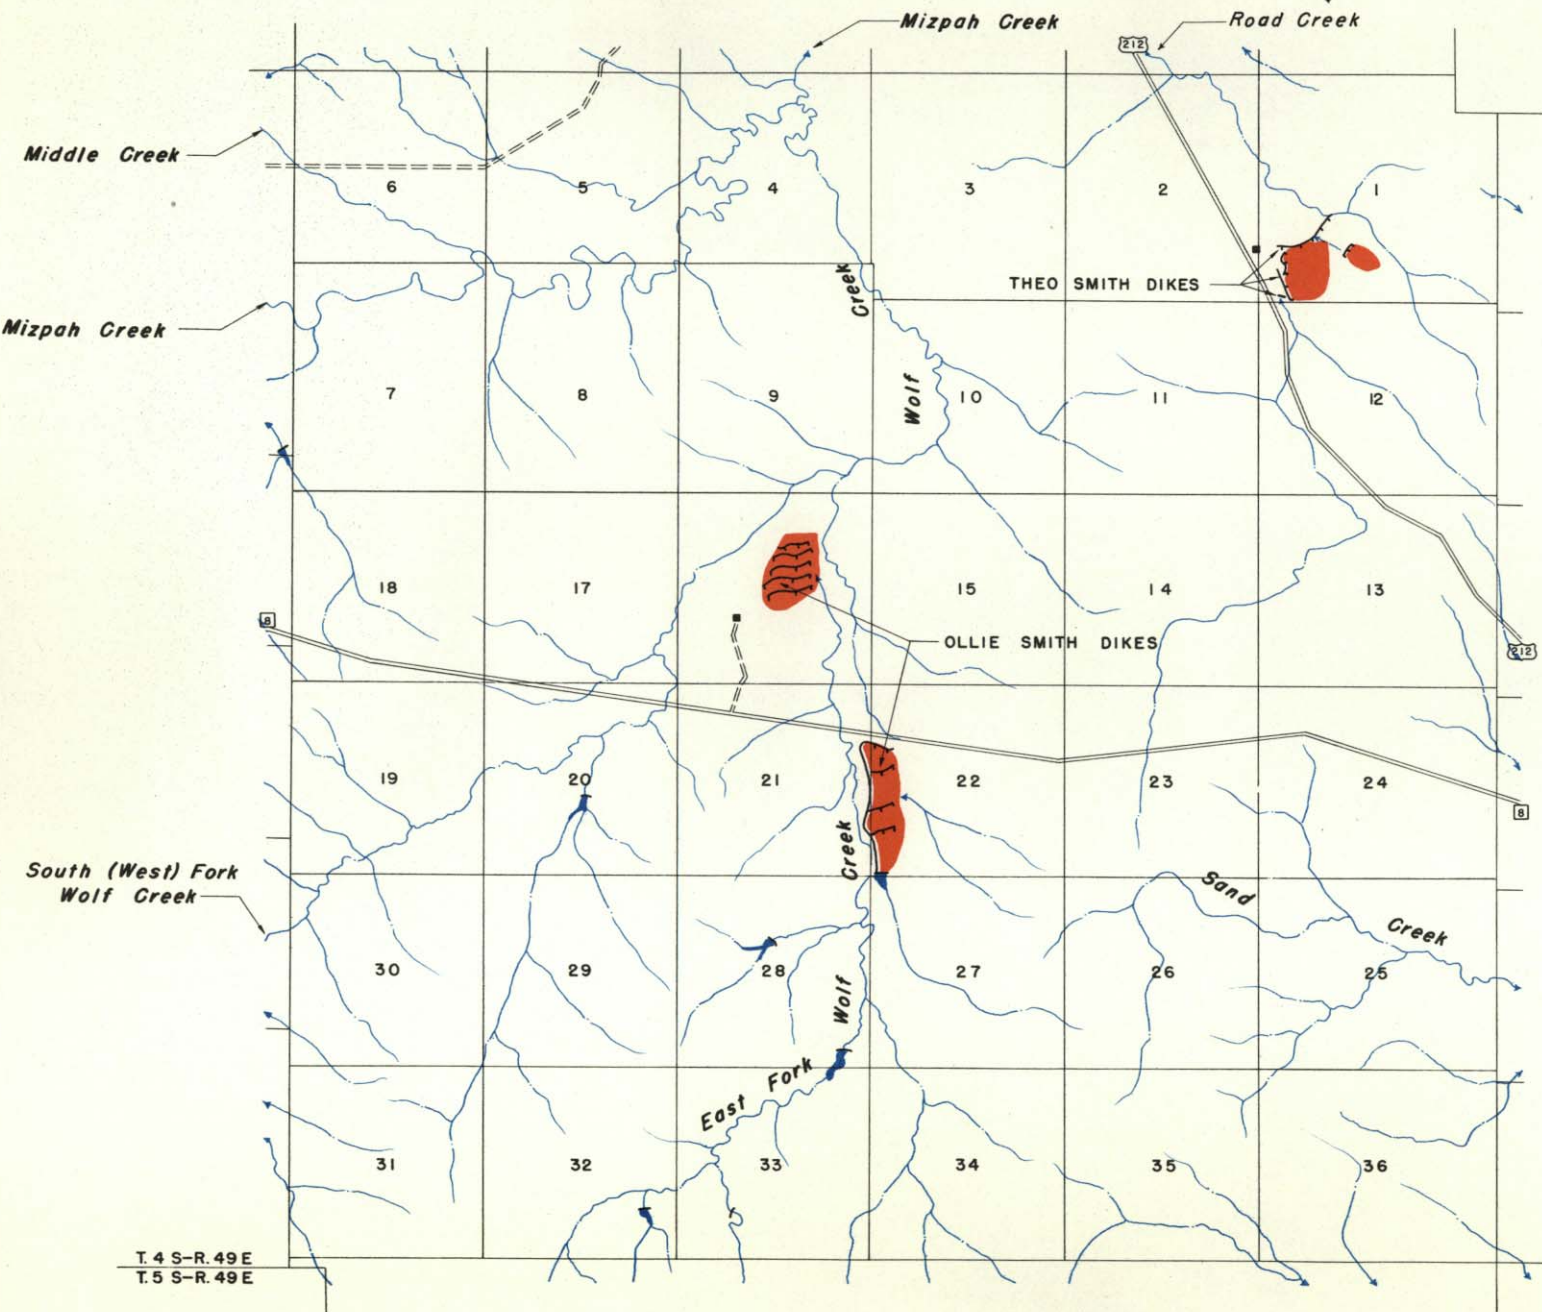 Mizpah Creek
Road Creek
212
Middle Creek
6 5 4 3 2 1
THEO SMITH DIKES
Creek
Mizpah Creek
Wolf
7 8 9 10 11 12
18 17 15 14 13
8
OLLIE SMITH DIKES
212
19 20 21 22 23 24
8
Creek
South (West) Fork
Wolf Creek
Sand
Creek
30 29 28 27 26 25
Wolf
East Fork
31 32 33 34 35 36
T. 4 S-R. 49 E
T. 5 S-R. 49 E